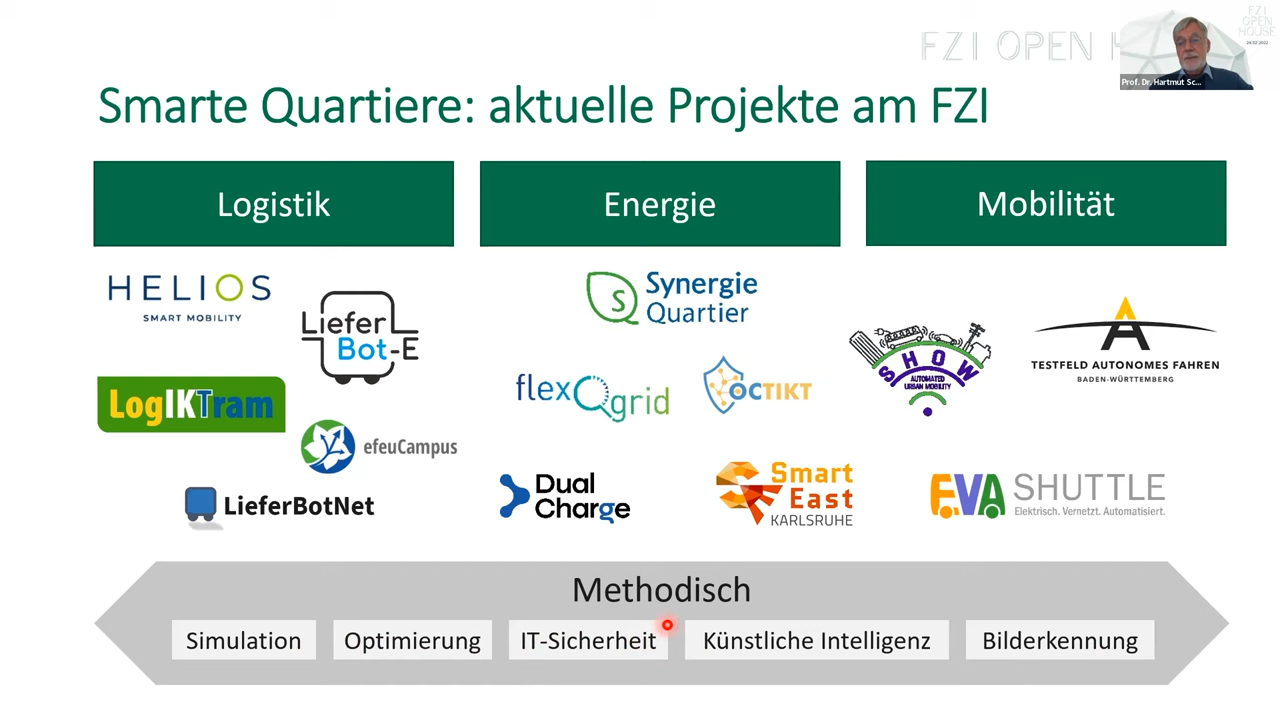 FZI OPEN H
FZI
OPEN
HOUSE
24.02.2022
Prof. Dr. Hartmut Sc...
Smarte Quartiere: aktuelle Projekte am FZI
Logistik
Energie
Mobilität
HELIOS
SMART MOBILITY
Liefer
Bot-E
LogIKTram
efeuCampus
LieferBotNet
S
Synergie
Quartier
flexQgrid
OCTIKT
Dual
Charge
Smart
East
KARLSRUHE
SHOW
AUTOMATED
URBAN MOBILITY
TESTFELD AUTONOMES FAHREN
BADEN-WÜRTTEMBERG
EVA SHUTTLE
Elektrisch. Vernetzt. Automatisiert.
Methodisch
Simulation
Optimierung
IT-Sicherheit
Künstliche Intelligenz
Bilderkennung